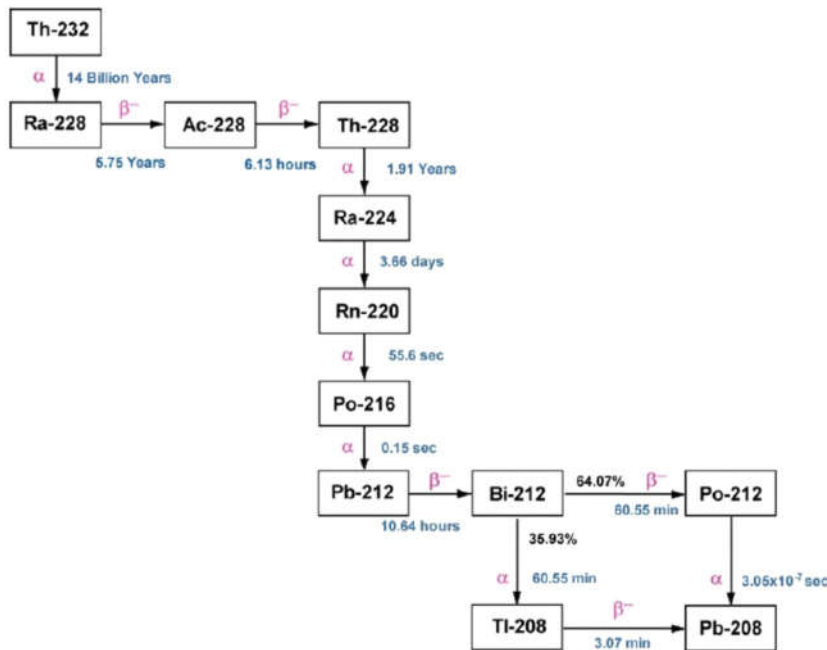 Th-232
α 14 Billion Years
Ra-228 β⁻ Ac-228 β⁻ Th-228
5.75 Years 6.13 hours α 1.91 Years
Ra-224
α 3.66 days
Rn-220
α 55.6 sec
Po-216
α 0.15 sec
Pb-212 β⁻ Bi-212 64.07% β⁻ Po-212
10.64 hours 60.55 min
35.93%
α 60.55 min α 3.05x10⁻⁷ sec
Tl-208 β⁻ Pb-208
3.07 min